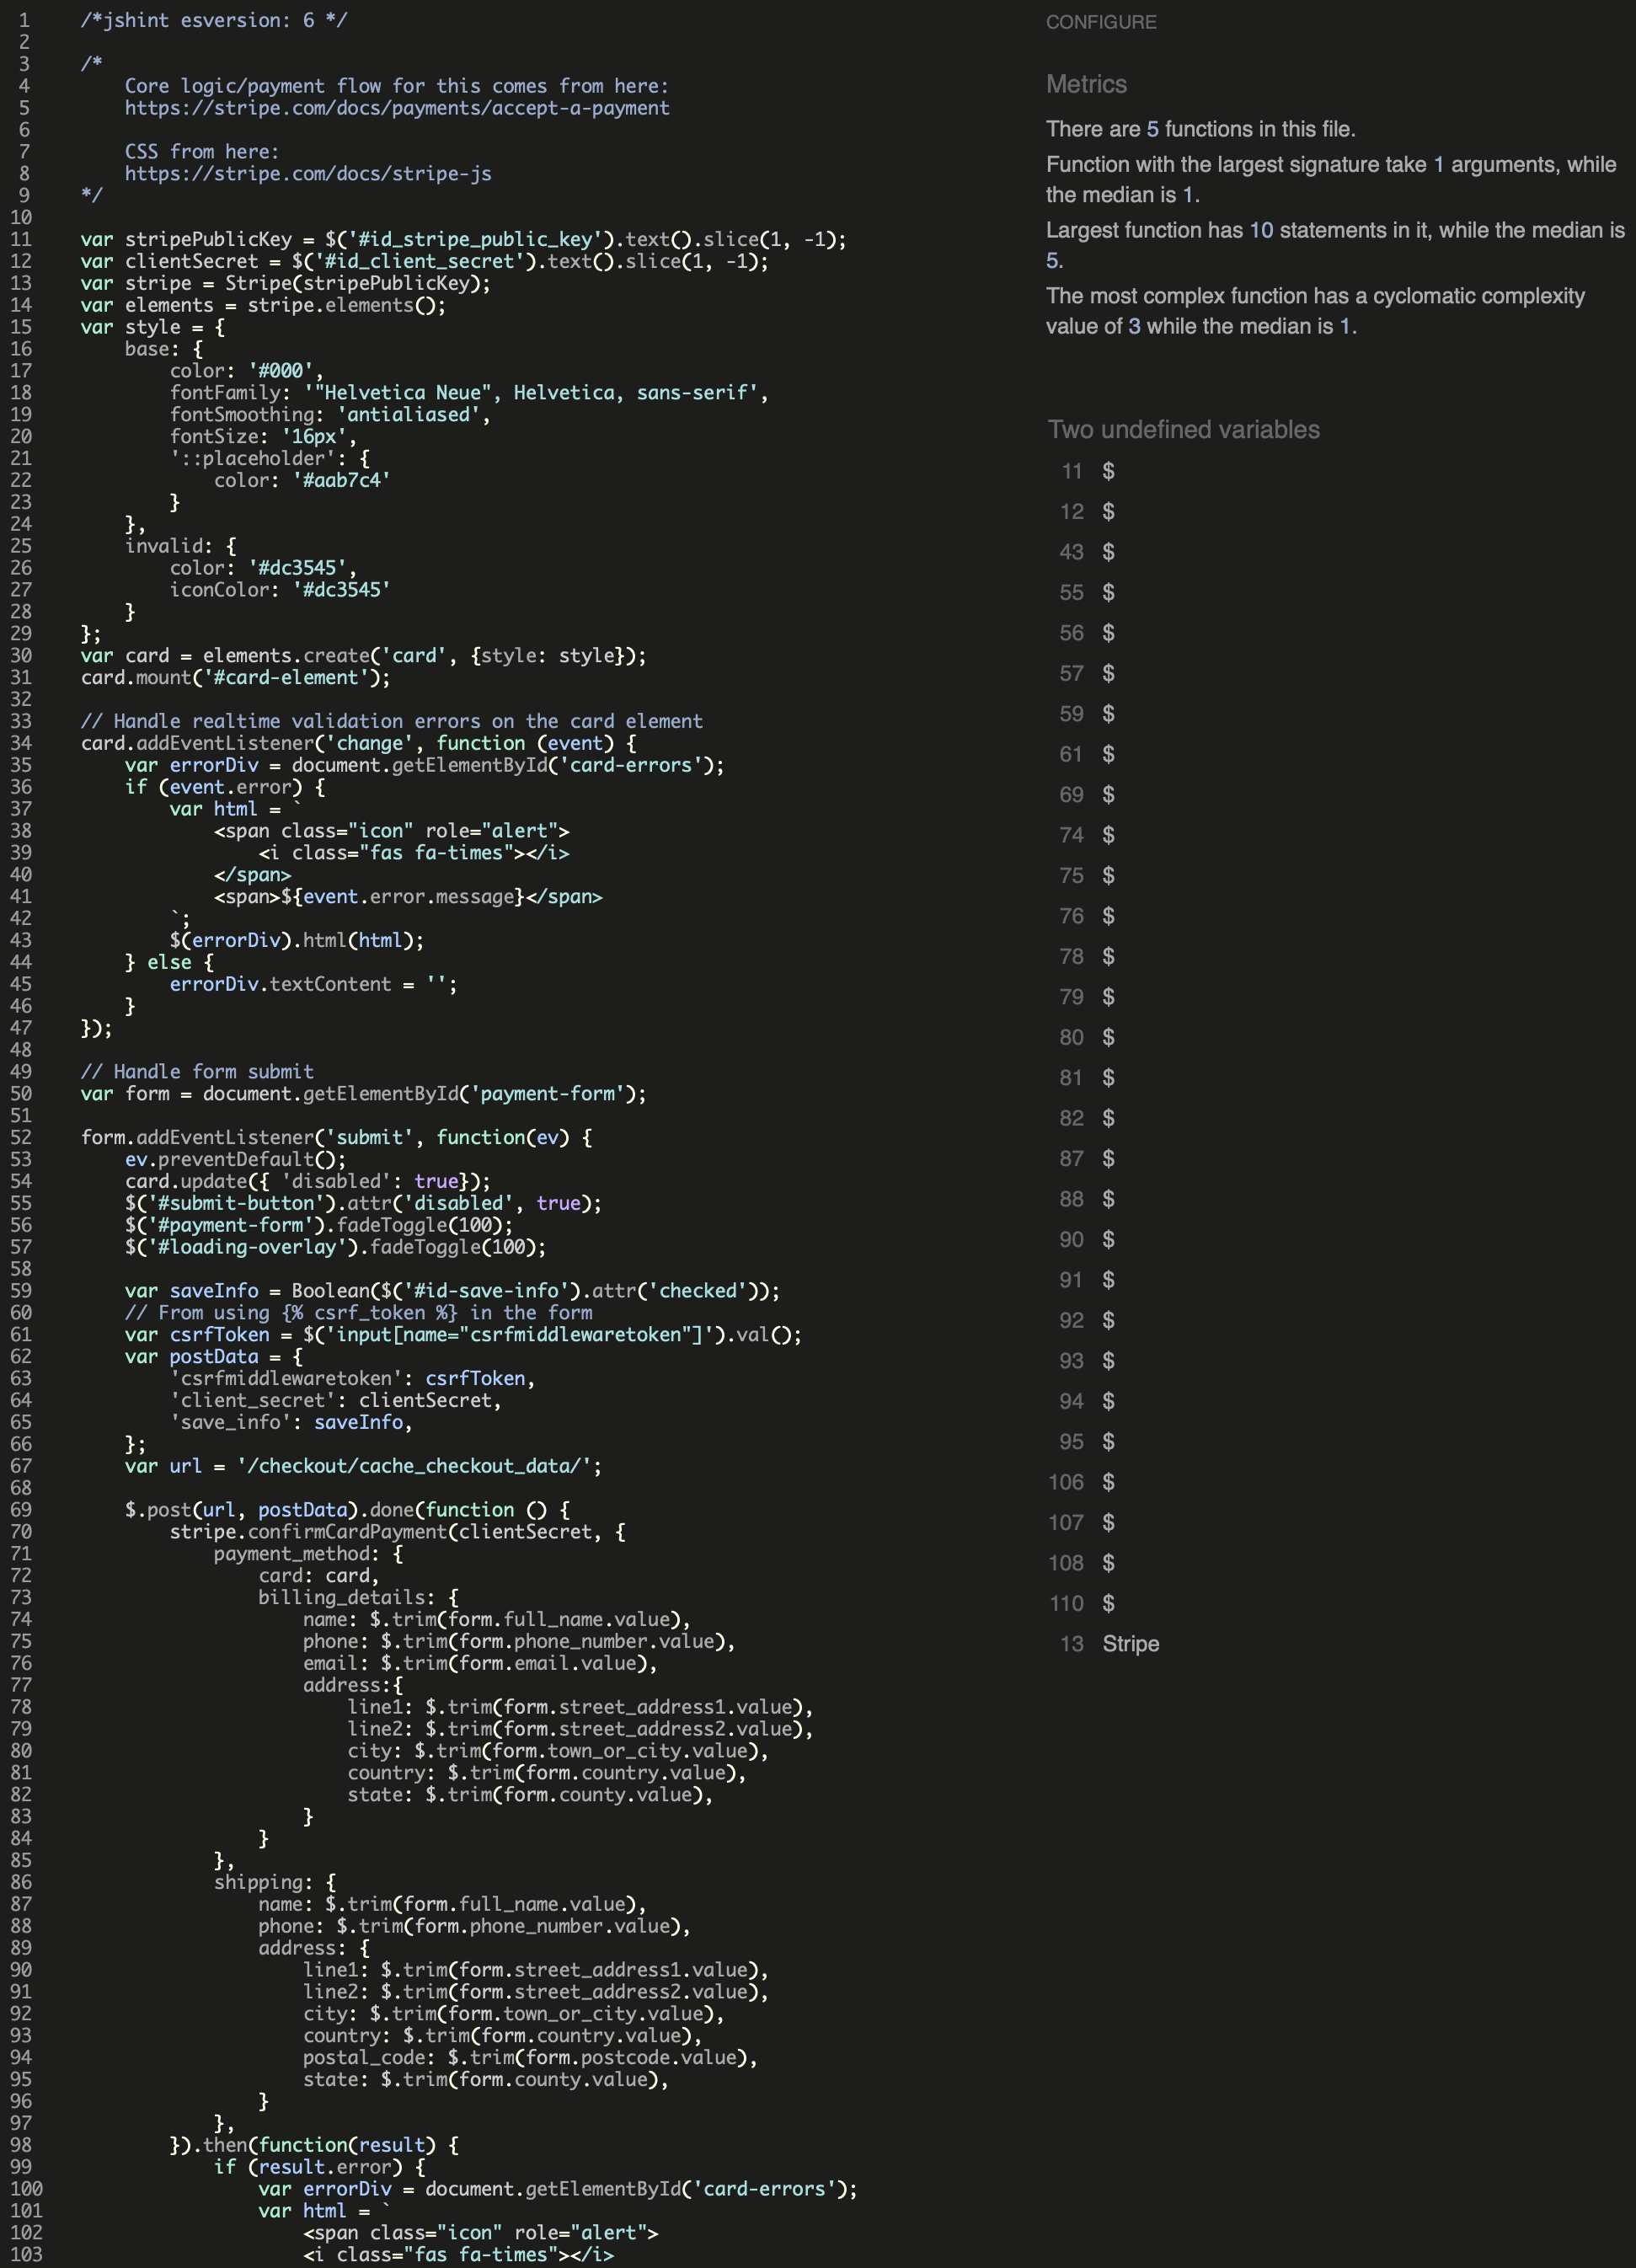 1 /*jshint esversion: 6 */
2
3 /*
4 Core logic/payment flow for this comes from here:
5 https://stripe.com/docs/payments/accept-a-payment
6
7 CSS from here:
8 https://stripe.com/docs/stripe-js
9 */
10
11 var stripePublicKey = $('#id_stripe_public_key').text().slice(1, -1);
12 var clientSecret = $('#id_client_secret').text().slice(1, -1);
13 var stripe = Stripe(stripePublicKey);
14 var elements = stripe.elements();
15 var style = {
16 base: {
17 color: '#000',
18 fontFamily: '"Helvetica Neue", Helvetica, sans-serif',
19 fontSmoothing: 'antialiased',
20 fontSize: '16px',
21 '::placeholder': {
22 color: '#aab7c4'
23 }
24 },
25 invalid: {
26 color: '#dc3545',
27 iconColor: '#dc3545'
28 }
29 };
30 var card = elements.create('card', {style: style});
31 card.mount('#card-element');
32
33 // Handle realtime validation errors on the card element
34 card.addEventListener('change', function (event) {
35 var errorDiv = document.getElementById('card-errors');
36 if (event.error) {
37 var html = `
38 <span class="icon" role="alert">
39 <i class="fas fa-times"></i>
40 </span>
41 <span>${event.error.message}</span>
42 `;
43 $(errorDiv).html(html);
44 } else {
45 errorDiv.textContent = '';
46 }
47 });
48
49 // Handle form submit
50 var form = document.getElementById('payment-form');
51
52 form.addEventListener('submit', function(ev) {
53 ev.preventDefault();
54 card.update({ 'disabled': true});
55 $('#submit-button').attr('disabled', true);
56 $('#payment-form').fadeToggle(100);
57 $('#loading-overlay').fadeToggle(100);
58
59 var saveInfo = Boolean($('#id-save-info').attr('checked'));
60 // From using {% csrf_token %} in the form
61 var csrfToken = $('input[name="csrfmiddlewaretoken"]').val();
62 var postData = {
63 'csrfmiddlewaretoken': csrfToken,
64 'client_secret': clientSecret,
65 'save_info': saveInfo,
66 };
67 var url = '/checkout/cache_checkout_data/';
68
69 $.post(url, postData).done(function () {
70 stripe.confirmCardPayment(clientSecret, {
71 payment_method: {
72 card: card,
73 billing_details: {
74 name: $.trim(form.full_name.value),
75 phone: $.trim(form.phone_number.value),
76 email: $.trim(form.email.value),
77 address:{
78 line1: $.trim(form.street_address1.value),
79 line2: $.trim(form.street_address2.value),
80 city: $.trim(form.town_or_city.value),
81 country: $.trim(form.country.value),
82 state: $.trim(form.county.value),
83 }
84 }
85 },
86 shipping: {
87 name: $.trim(form.full_name.value),
88 phone: $.trim(form.phone_number.value),
89 address: {
90 line1: $.trim(form.street_address1.value),
91 line2: $.trim(form.street_address2.value),
92 city: $.trim(form.town_or_city.value),
93 country: $.trim(form.country.value),
94 postal_code: $.trim(form.postcode.value),
95 state: $.trim(form.county.value),
96 }
97 },
98 }).then(function(result) {
99 if (result.error) {
100 var errorDiv = document.getElementById('card-errors');
101 var html = `
102 <span class="icon" role="alert">
103 <i class="fas fa-times"></i>
CONFIGURE
Metrics
There are 5 functions in this file.
Function with the largest signature take 1 arguments, while
the median is 1.
Largest function has 10 statements in it, while the median is
5.
The most complex function has a cyclomatic complexity
value of 3 while the median is 1.
Two undefined variables
11 $
12 $
43 $
55 $
56 $
57 $
59 $
61 $
69 $
74 $
75 $
76 $
78 $
79 $
80 $
81 $
82 $
87 $
88 $
90 $
91 $
92 $
93 $
94 $
95 $
106 $
107 $
108 $
110 $
13 Stripe